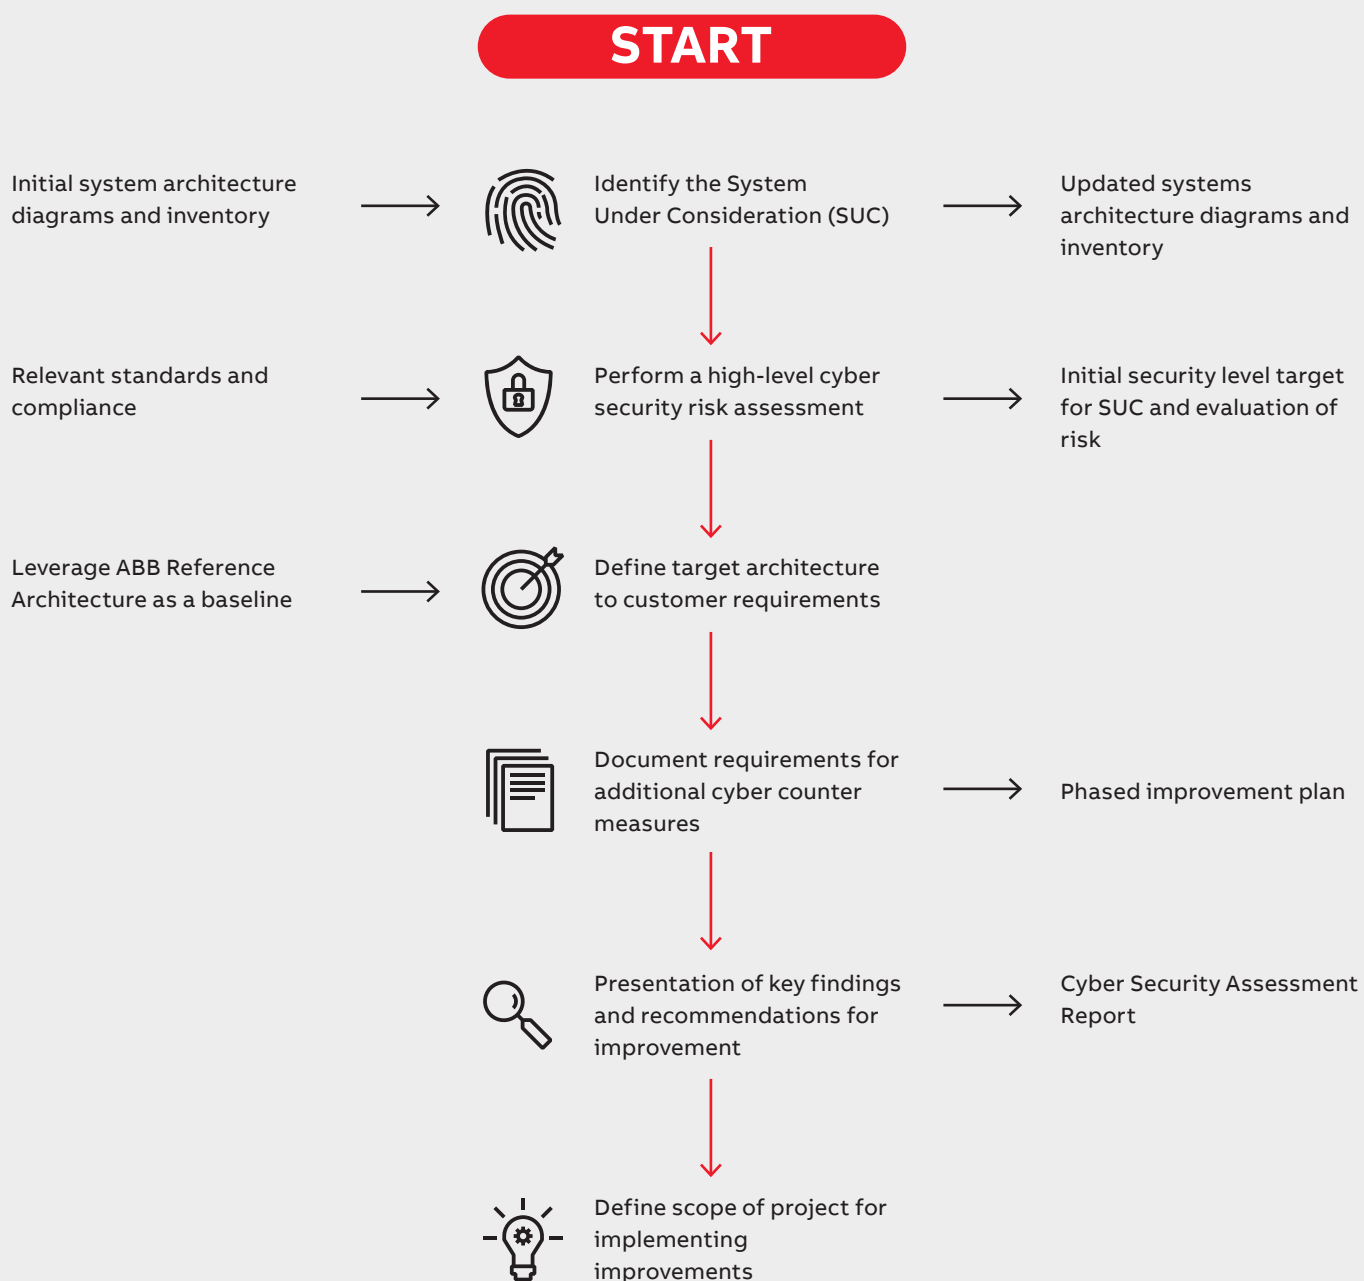 START
Initial system architecture
diagrams and inventory
Identify the System
Under Consideration (SUC)
Updated systems
architecture diagrams and
inventory
Relevant standards and
compliance
Perform a high-level cyber
security risk assessment
Initial security level target
for SUC and evaluation of
risk
Leverage ABB Reference
Architecture as a baseline
Define target architecture
to customer requirements
Document requirements for
additional cyber counter
measures
Phased improvement plan
Presentation of key findings
and recommendations for
improvement
Cyber Security Assessment
Report
Define scope of project for
implementing
improvements